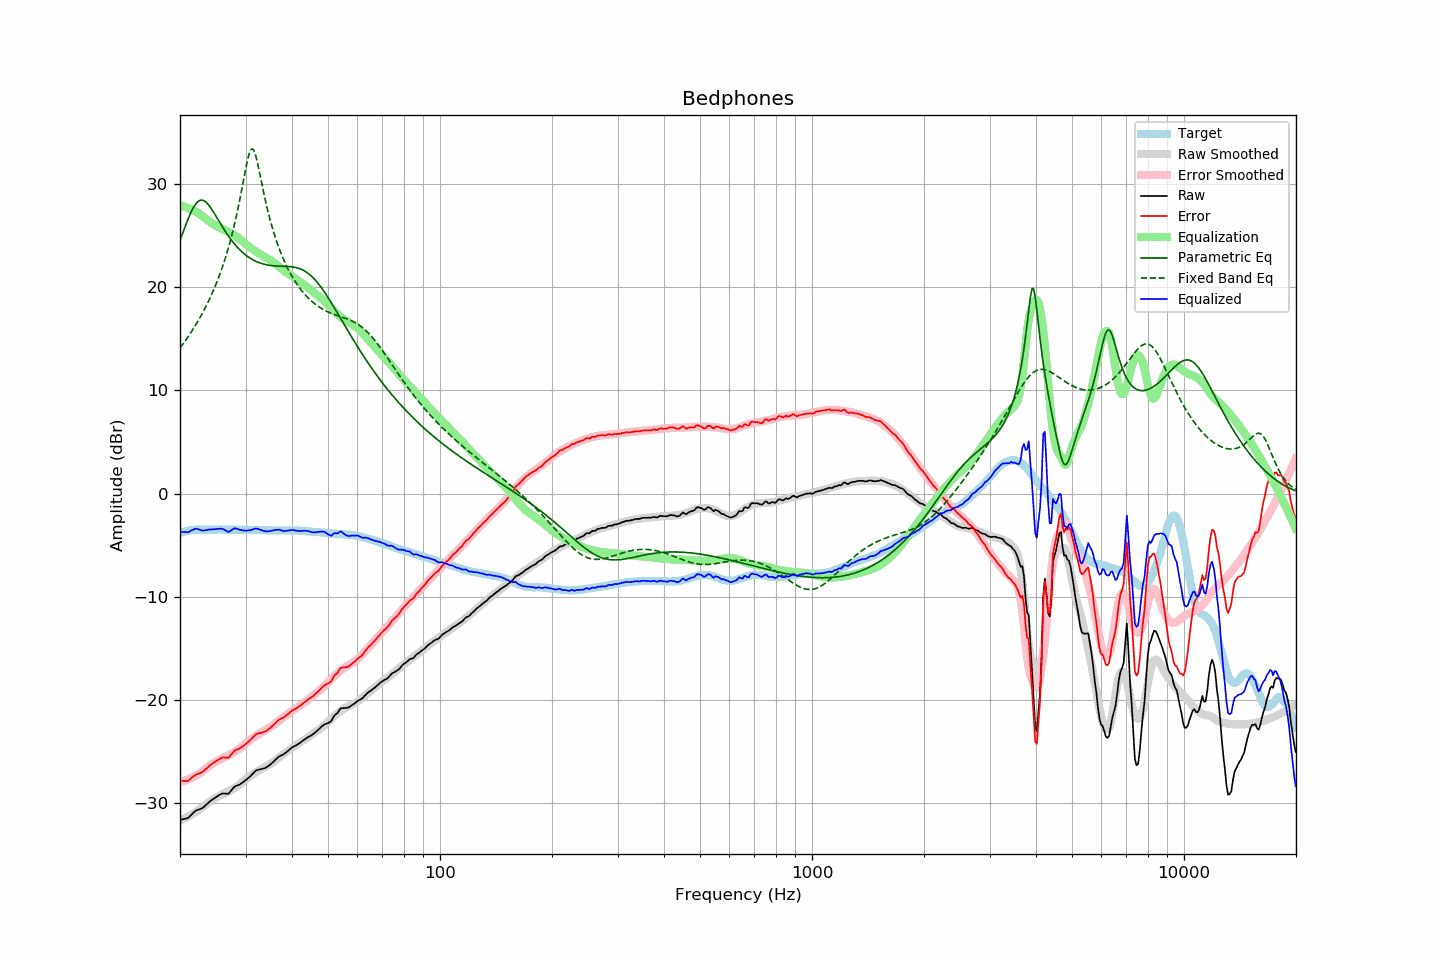 Bedphones
Target
Raw Smoothed
Error Smoothed
Raw
Error
Equalization
Parametric Eq
Fixed Band Eq
Equalized
Amplitude (dBr)
30
20
10
0
−10
−20
−30
100
1000
10000
Frequency (Hz)